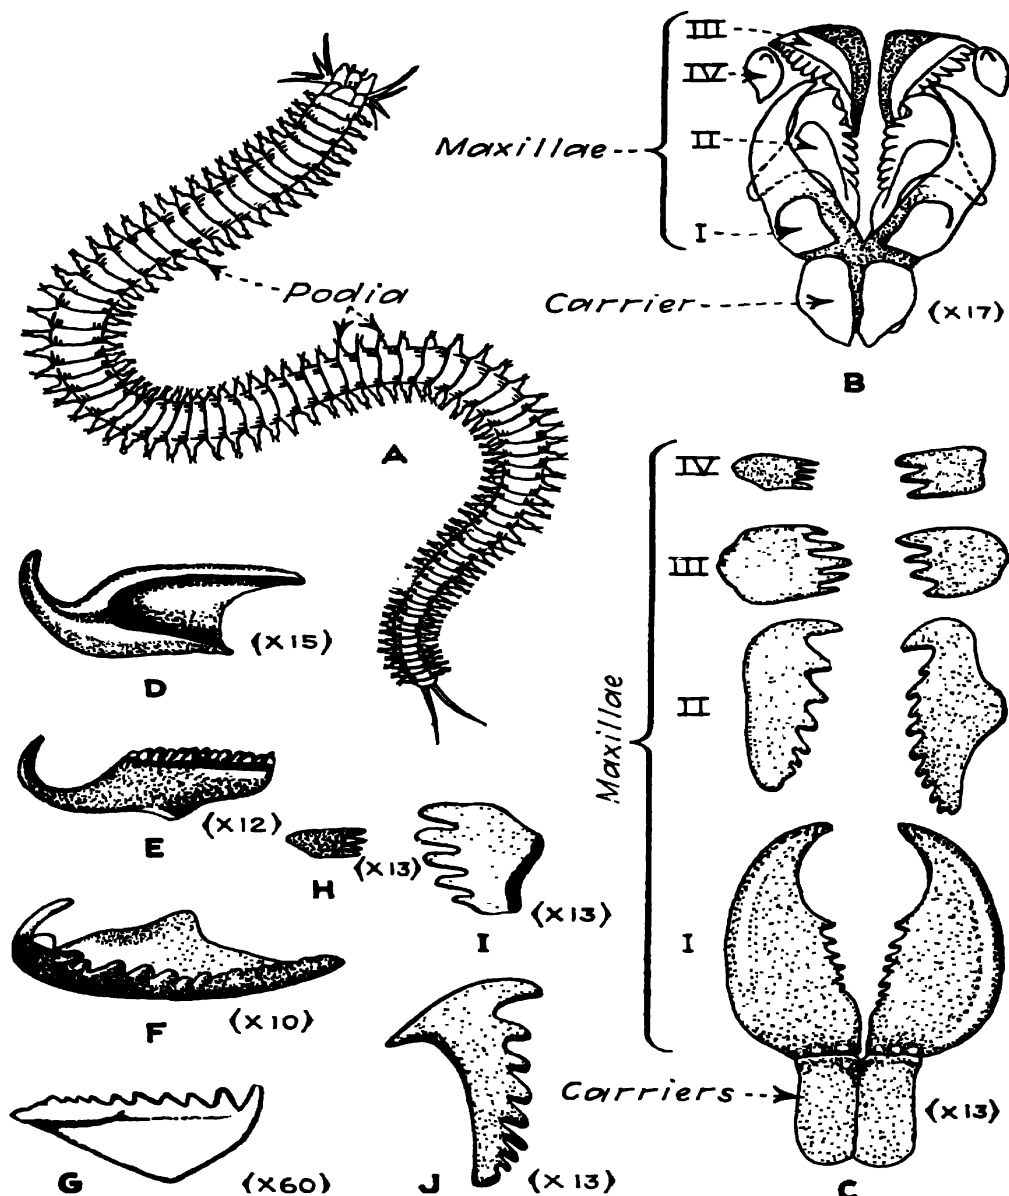 III
IV
Maxillae
II
I
Podia
Carrier
(X17)
B
A
IV
III
(X15)
D
II
Maxillae
(X12)
E
(X13)
H
(X13)
I
I
(X10)
F
Carriers
(X13)
G
(X60)
J
(X13)
C